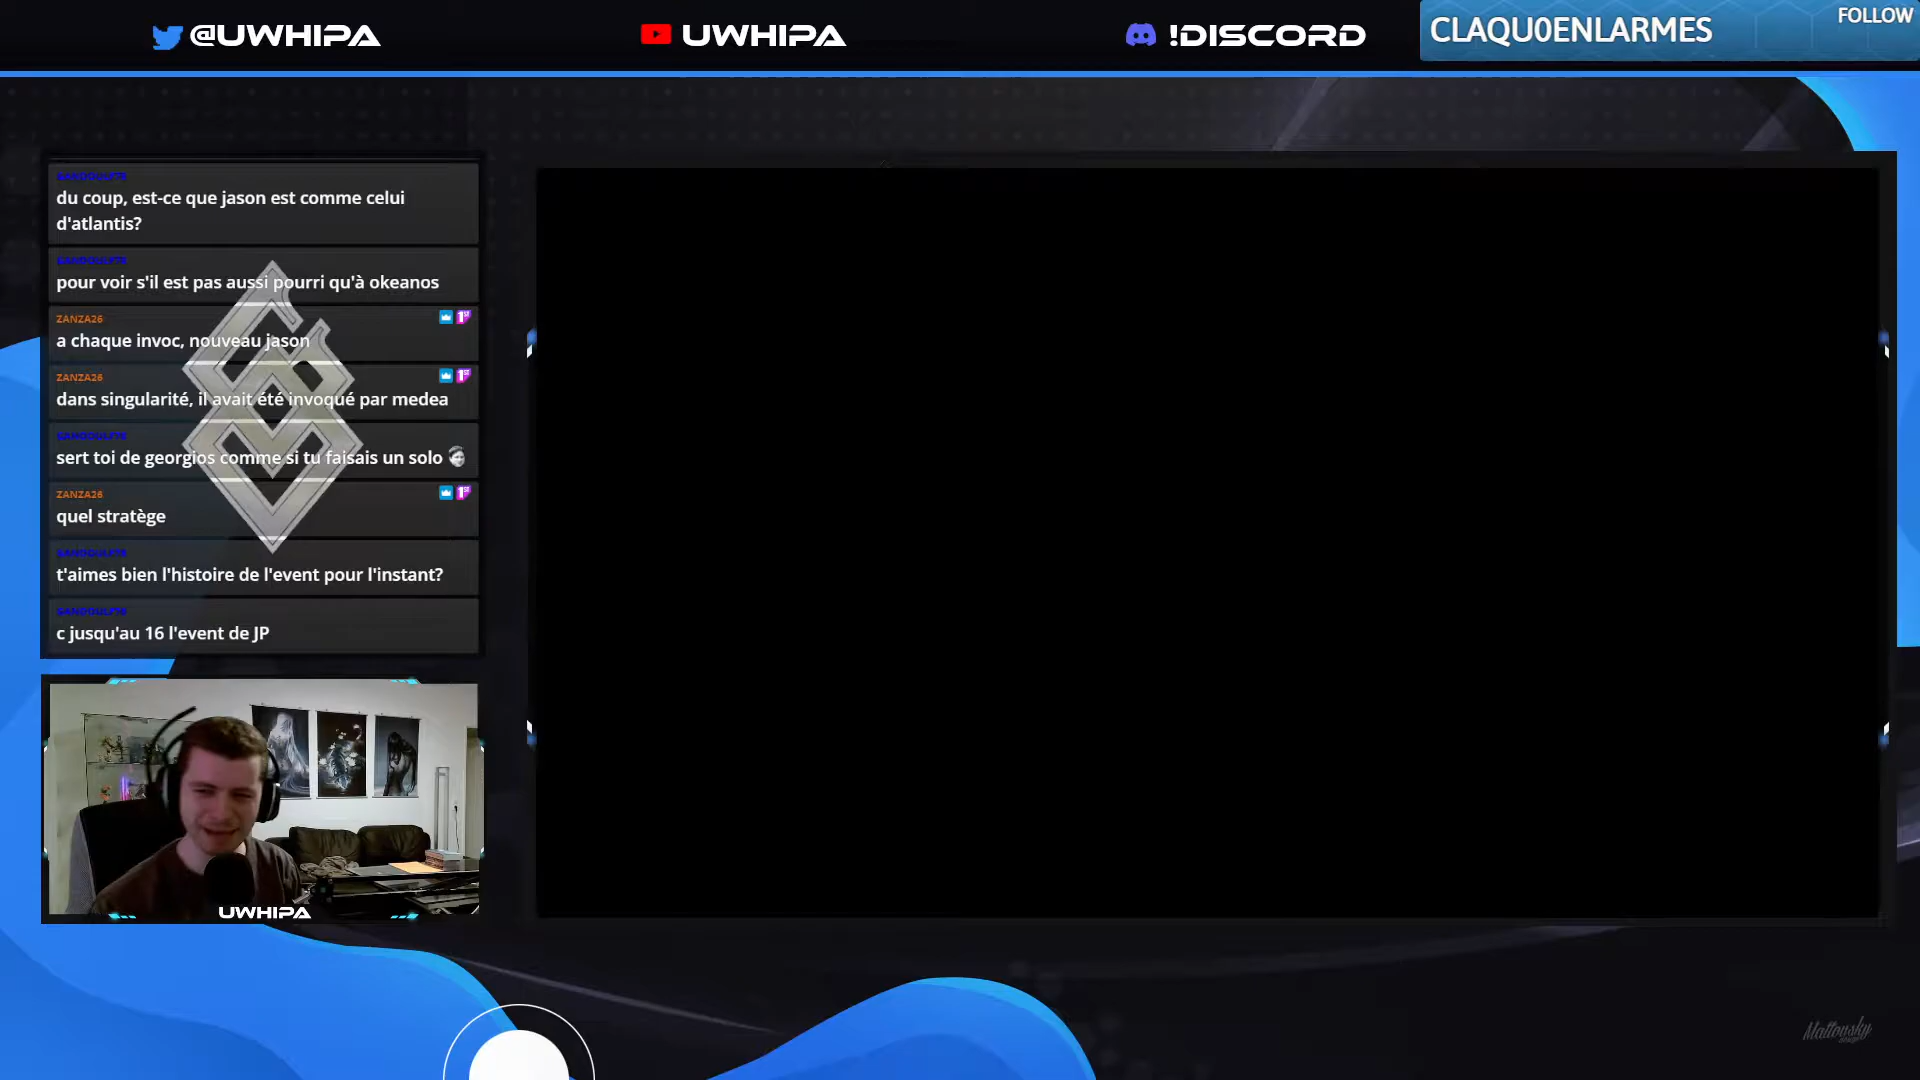 @UWHIPA
UWHIPA
!DISCORD
CLAQU0ENLARMES
FOLLOW
du coup, est-ce que jason est comme celui
d'atlantis?
pour voir s'il est pas aussi pourri qu'à okeanos
ZANZA26
a chaque invoc, nouveau jason
ZANZA26
dans singularité, il avait été invoqué par medea
sert toi de georgios comme si tu faisais un solo
ZANZA26
quel stratège
t'aimes bien l'histoire de l'event pour l'instant?
c jusqu'au 16 l'event de JP
UWHIPA
Mattovsky